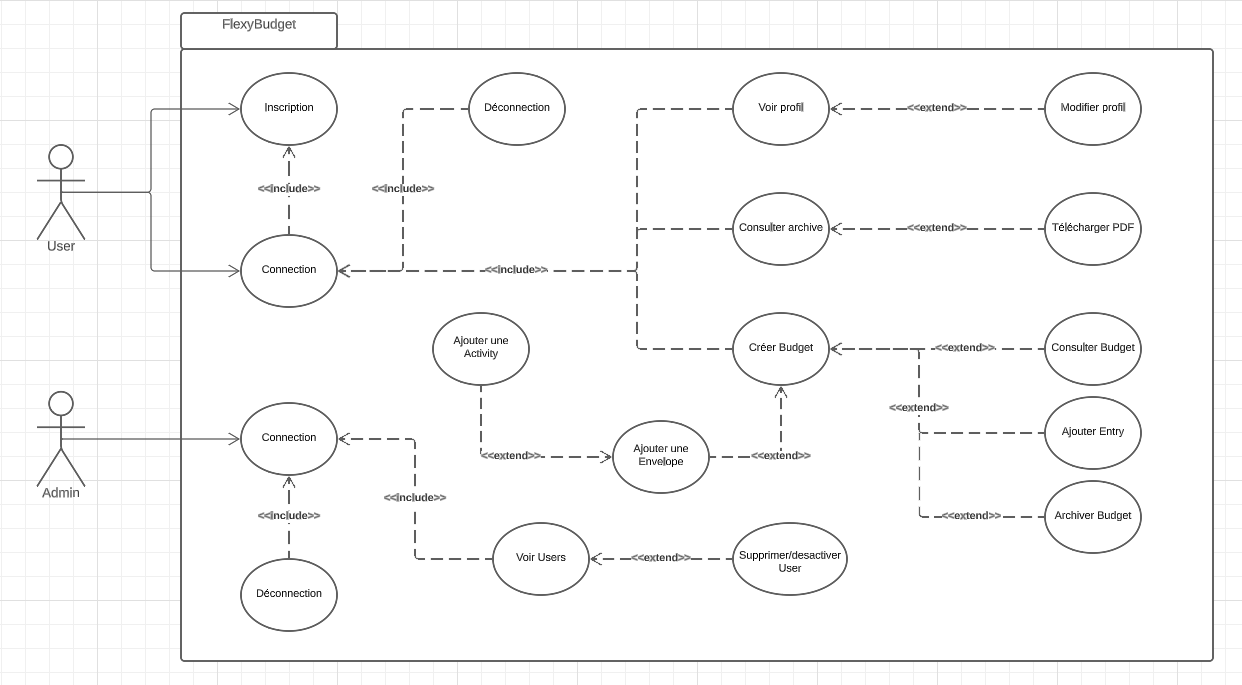 FlexyBudget
Inscription
Déconnection
Voir profil
<<extend>>
Modifier profil
<<include>>
<<include>>
User
Consulter archive
<<extend>>
Télécharger PDF
Connection
<<include>>
Ajouter une
Activity
Créer Budget
<<extend>>
Consulter Budget
<<extend>>
Ajouter Entry
Admin
Connection
<<extend>>
Ajouter une
Envelope
<<extend>>
<<include>>
<<include>>
<<extend>>
Archiver Budget
Voir Users
<<extend>>
Supprimer/desactiver
User
Déconnection